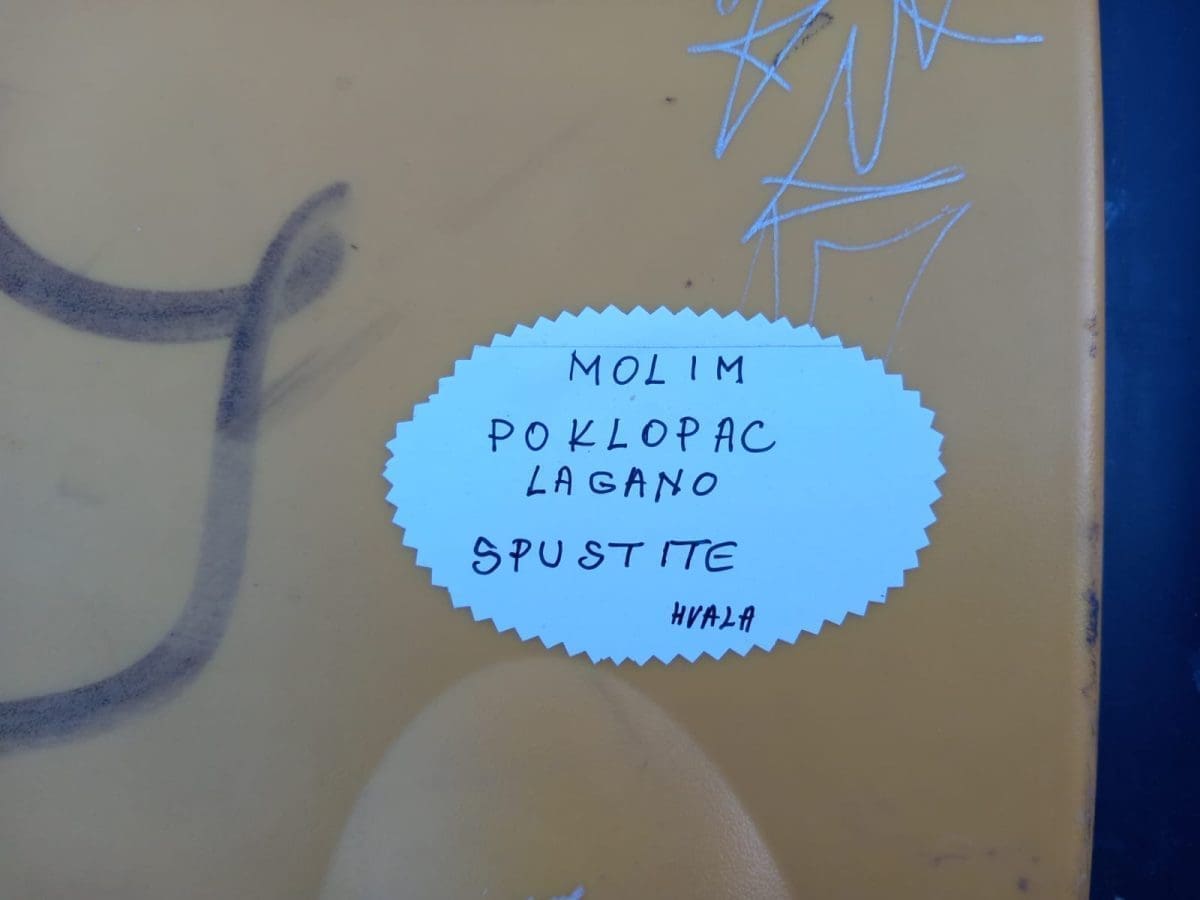 MOLIM
POKLOPAC
LAGANO
SPUSTITE
HVALA